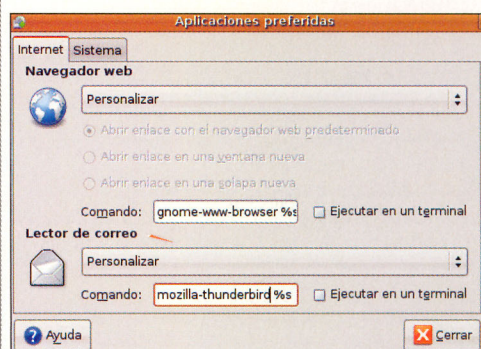 Aplicaciones preferidas
Internet Sistema
Navegador web
Personalizar
Abrir enlace con el navegador web predeterminado
Abrir enlace en una ventana nueva
Abrir enlace en una solapa nueva
Comando: gnome-www-browser %s Ejecutar en un terminal
Lector de correo
Personalizar
Comando: mozilla-thunderbird %s Ejecutar en un terminal
Ayuda Cerrar